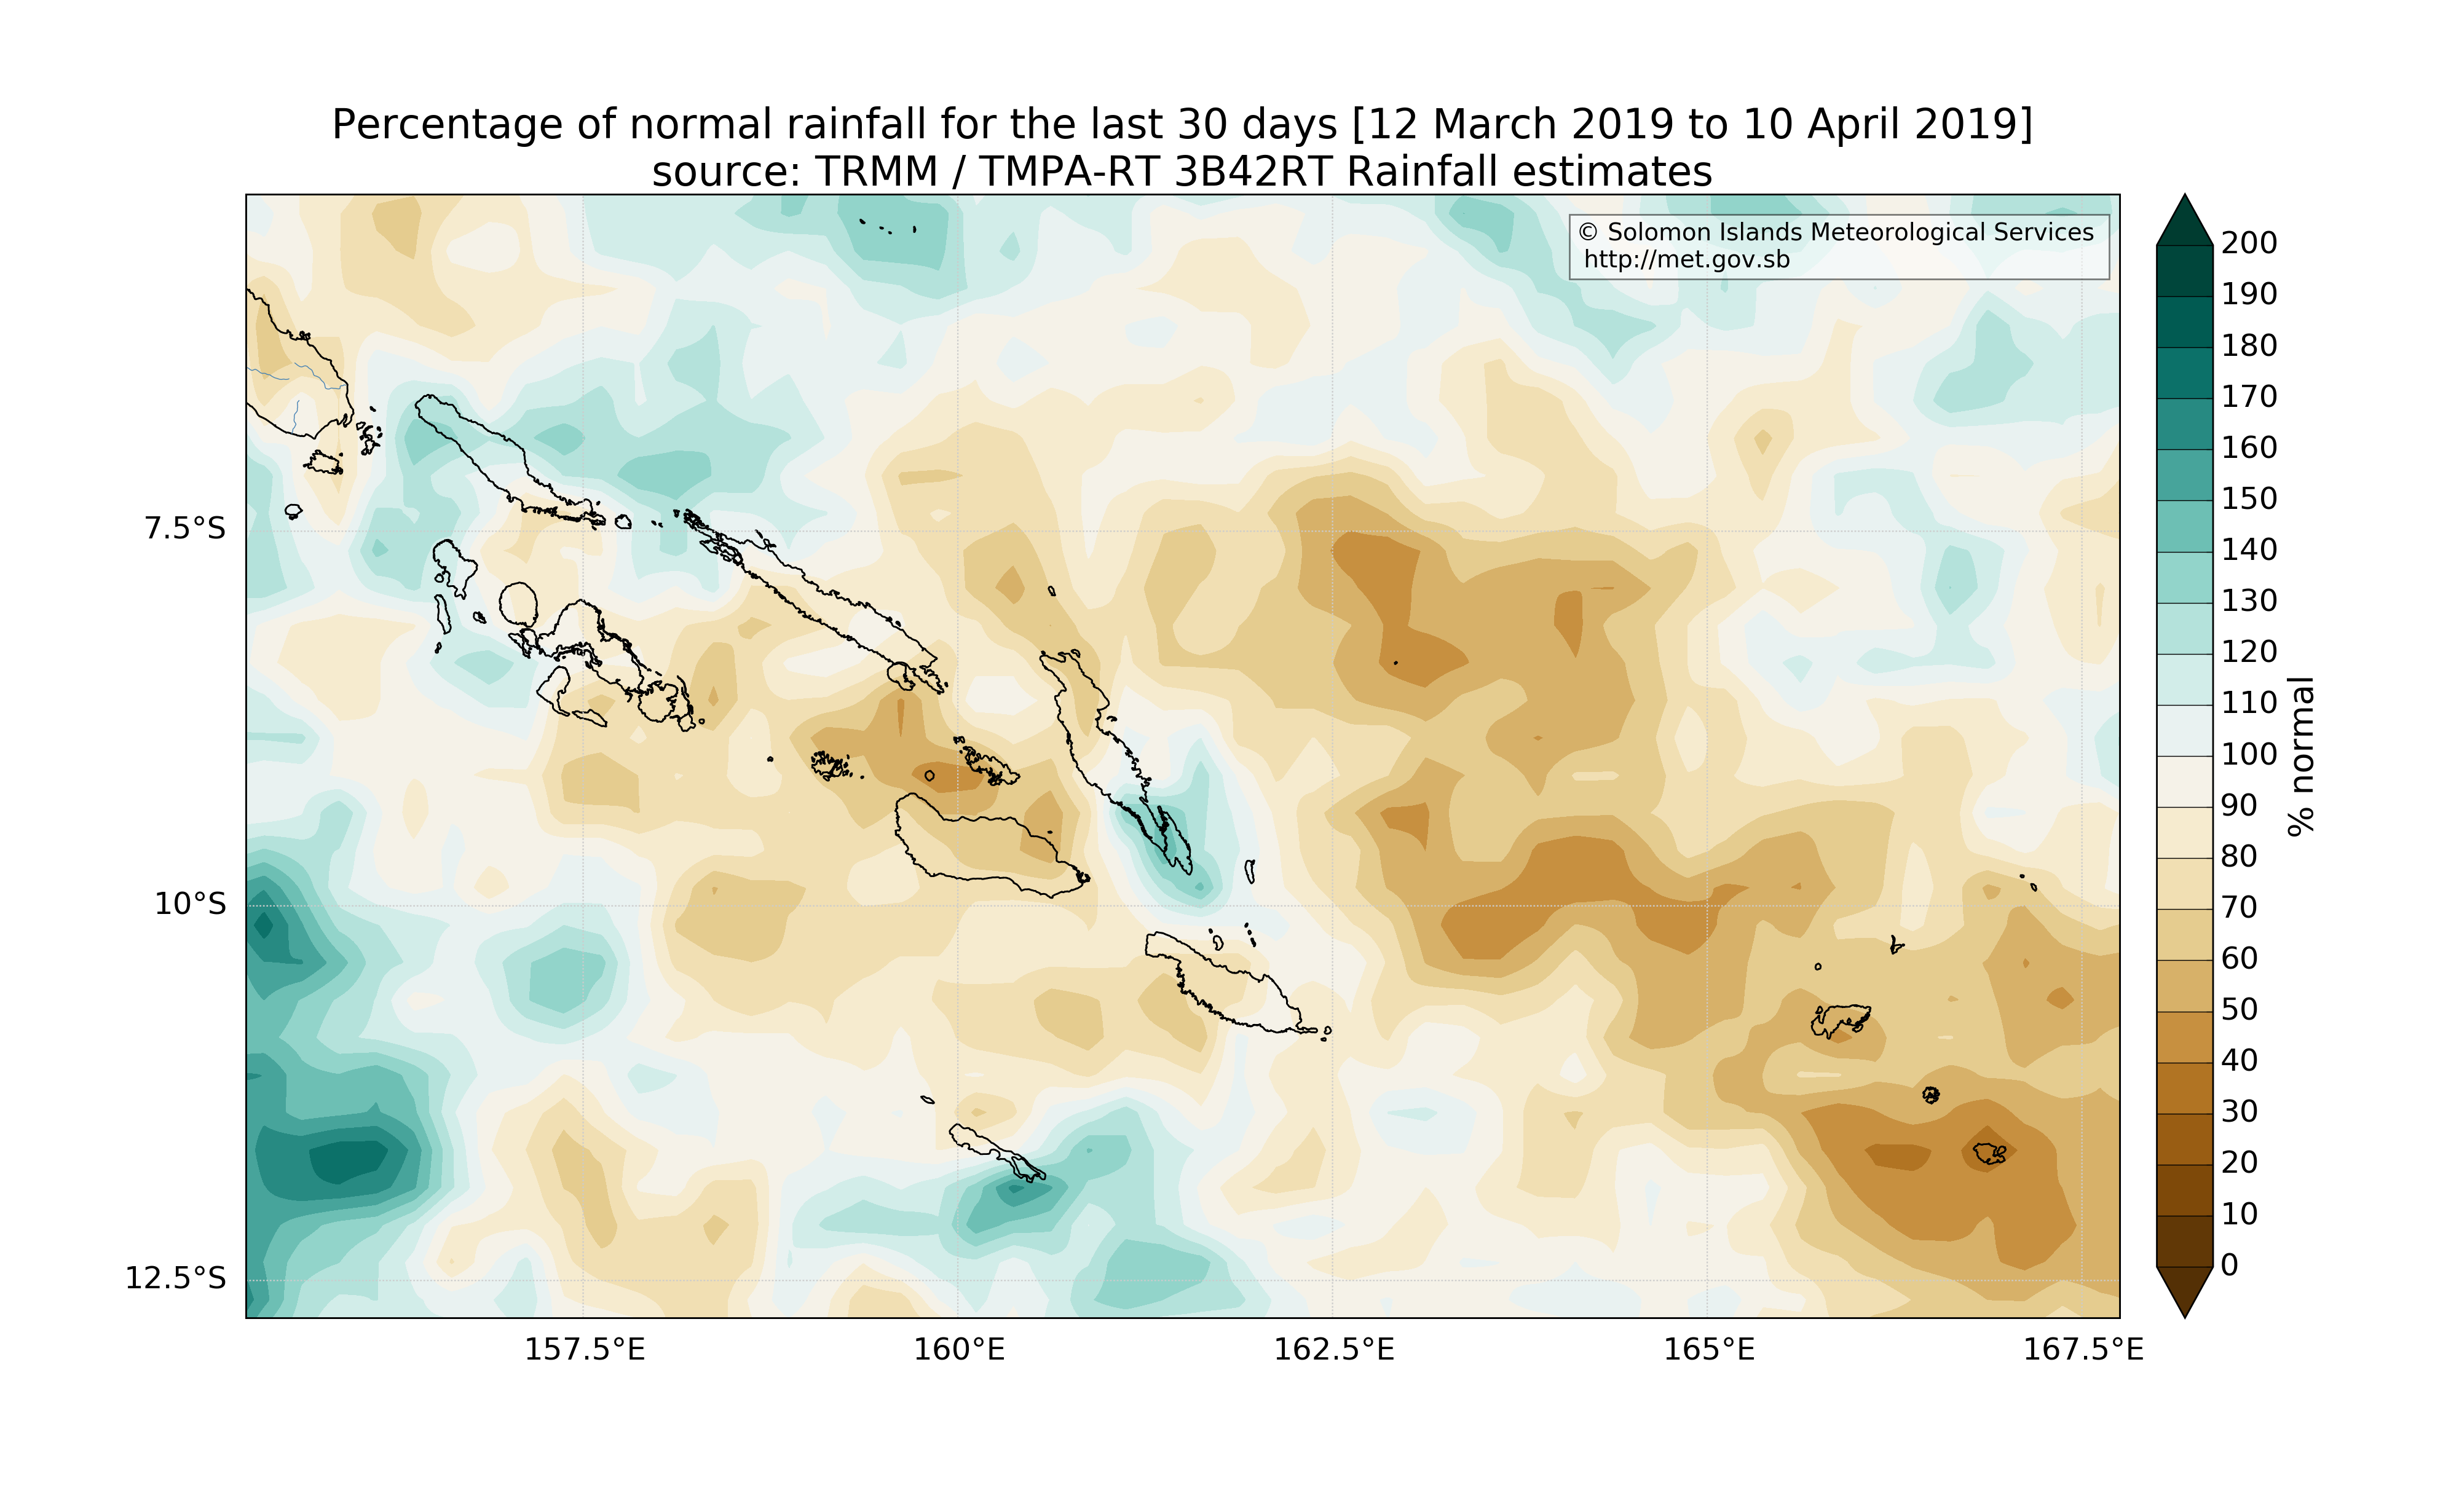 Percentage of normal rainfall for the last 30 days [12 March 2019 to 10 April 2019]
source: TRMM / TMPA-RT 3B42RT Rainfall estimates
© Solomon Islands Meteorological Services
http://met.gov.sb
7.5°S
10°S
12.5°S
157.5°E
160°E
162.5°E
165°E
167.5°E
200
190
180
170
160
150
140
130
120
110
100
90
80
70
60
50
40
30
20
10
0
% normal